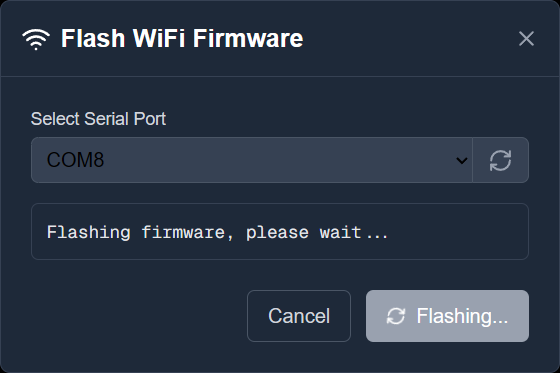 Flash WiFi Firmware
Select Serial Port
COM8
Flashing firmware, please wait...
Cancel
Flashing...